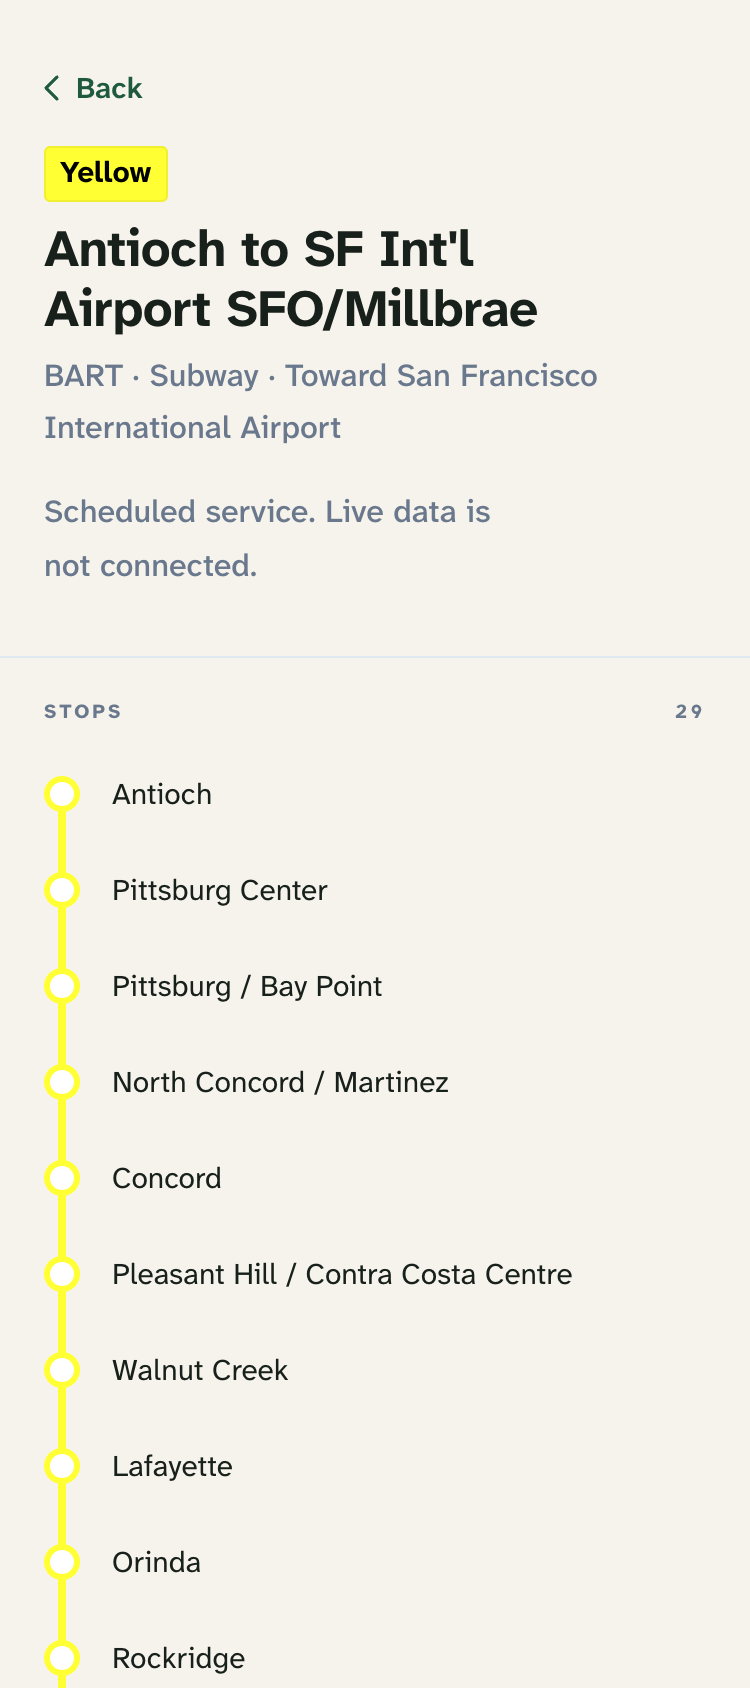 Back
Yellow
Antioch to SF Int'l
Airport SFO/Millbrae
BART · Subway · Toward San Francisco
International Airport
Scheduled service. Live data is
not connected.
STOPS 29
Antioch
Pittsburg Center
Pittsburg / Bay Point
North Concord / Martinez
Concord
Pleasant Hill / Contra Costa Centre
Walnut Creek
Lafayette
Orinda
Rockridge